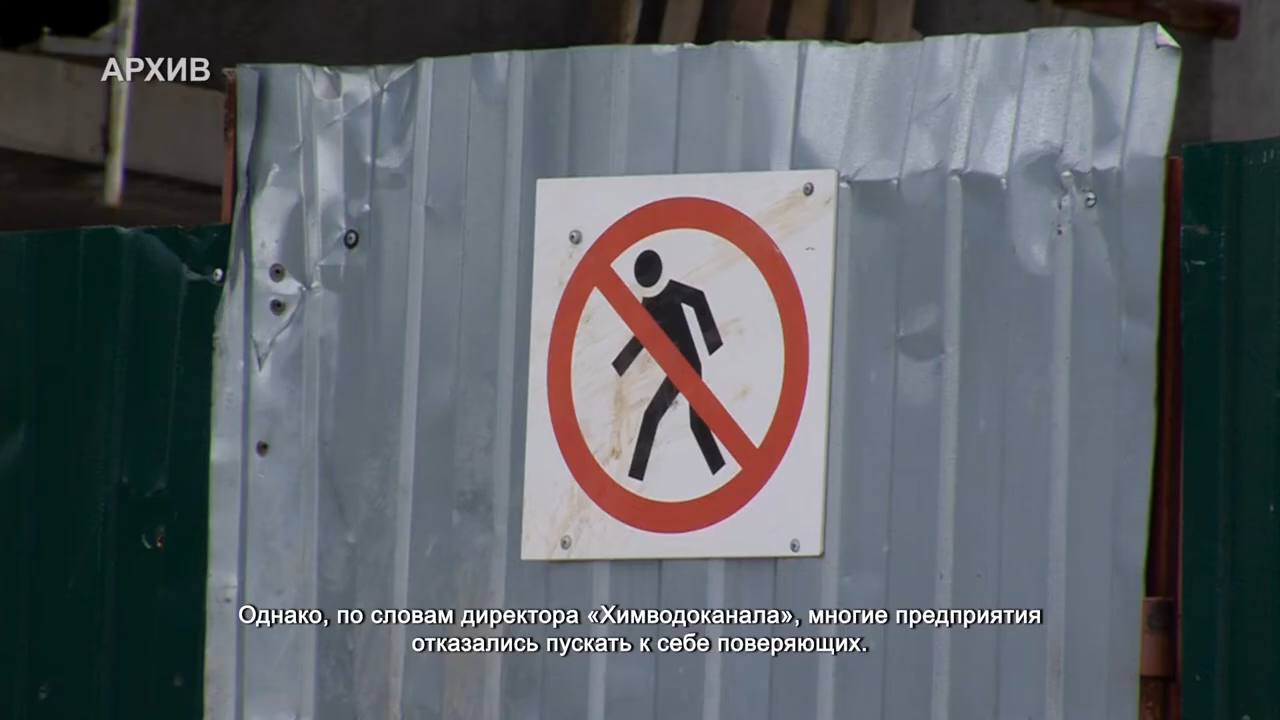 АРХИВ
Однако, по словам директора «Химводоканала», многие предприятия
отказались пускать к себе поверяющих.